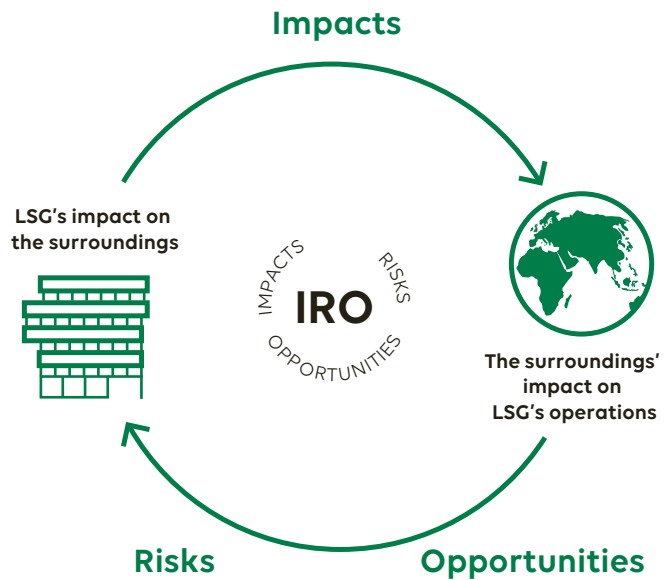 Impacts
LSG's impact on
the surroundings
IMPACTS
RISKS
IRO
OPPORTUNITIES
The surroundings'
impact on
LSG's operations
Risks
Opportunities